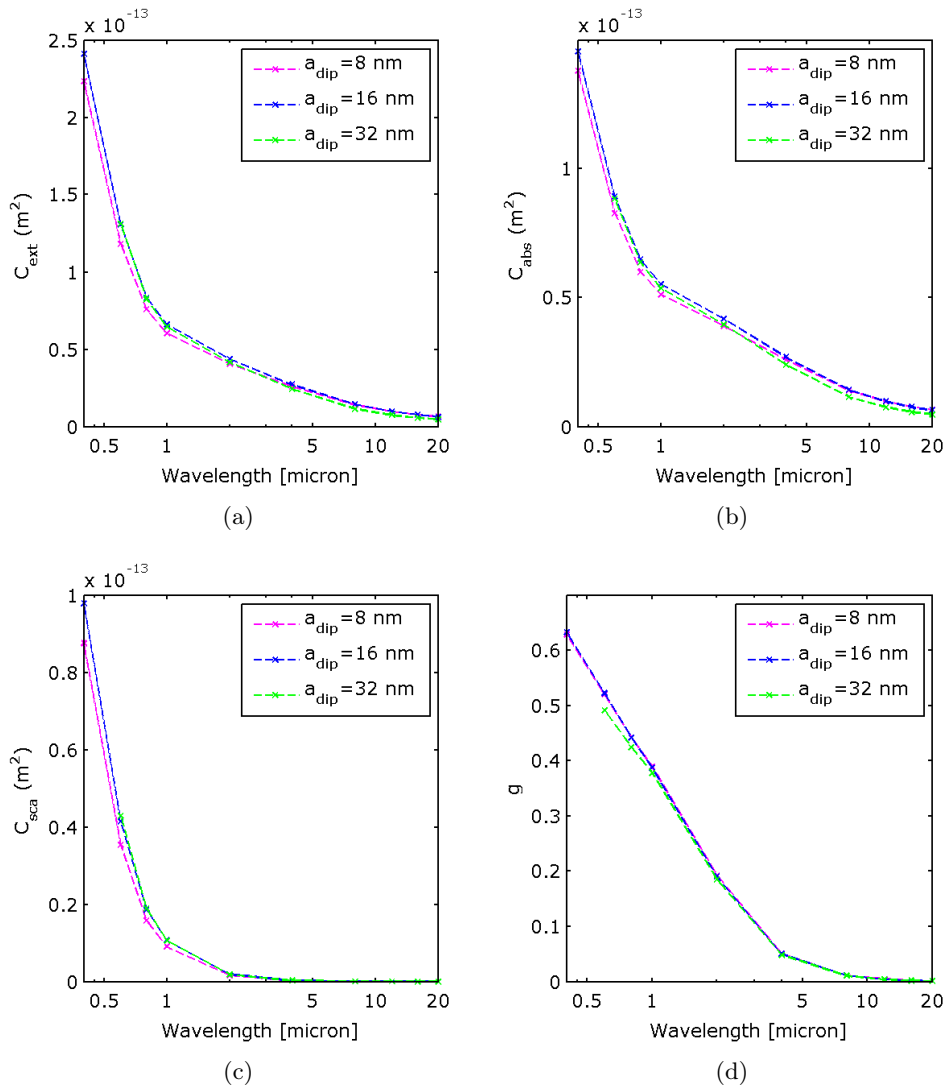 x 10^-13
2.5
2
1.5
1
0.5
0
C_ext (m^2)
a_dip=8 nm
a_dip=16 nm
a_dip=32 nm
0.5 1 5 10 20
Wavelength [micron]
(a)
x 10^-13
1
0.5
0
C_abs (m^2)
a_dip=8 nm
a_dip=16 nm
a_dip=32 nm
0.5 1 5 10 20
Wavelength [micron]
(b)
x 10^-13
1
0.8
0.6
0.4
0.2
0
C_sca (m^2)
a_dip=8 nm
a_dip=16 nm
a_dip=32 nm
0.5 1 5 10 20
Wavelength [micron]
(c)
0.6
0.5
0.4
0.3
0.2
0.1
0
g
a_dip=8 nm
a_dip=16 nm
a_dip=32 nm
0.5 1 5 10 20
Wavelength [micron]
(d)